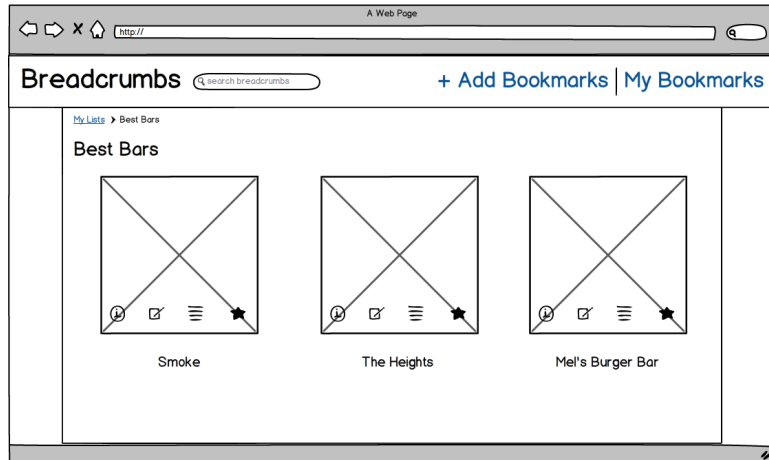 A Web Page
http://
Breadcrumbs
search breadcrumbs
+ Add Bookmarks | My Bookmarks
My Lists > Best Bars
Best Bars
Smoke
The Heights
Mel's Burger Bar